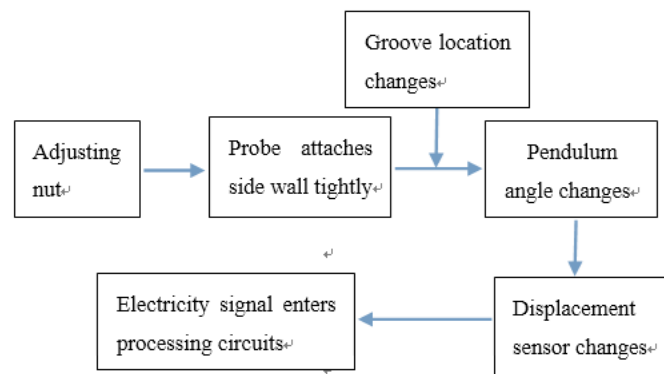 Groove location
changes
Adjusting
nut
Probe attaches
side wall tightly
Pendulum
angle changes
Electricity signal enters
processing circuits
Displacement
sensor changes